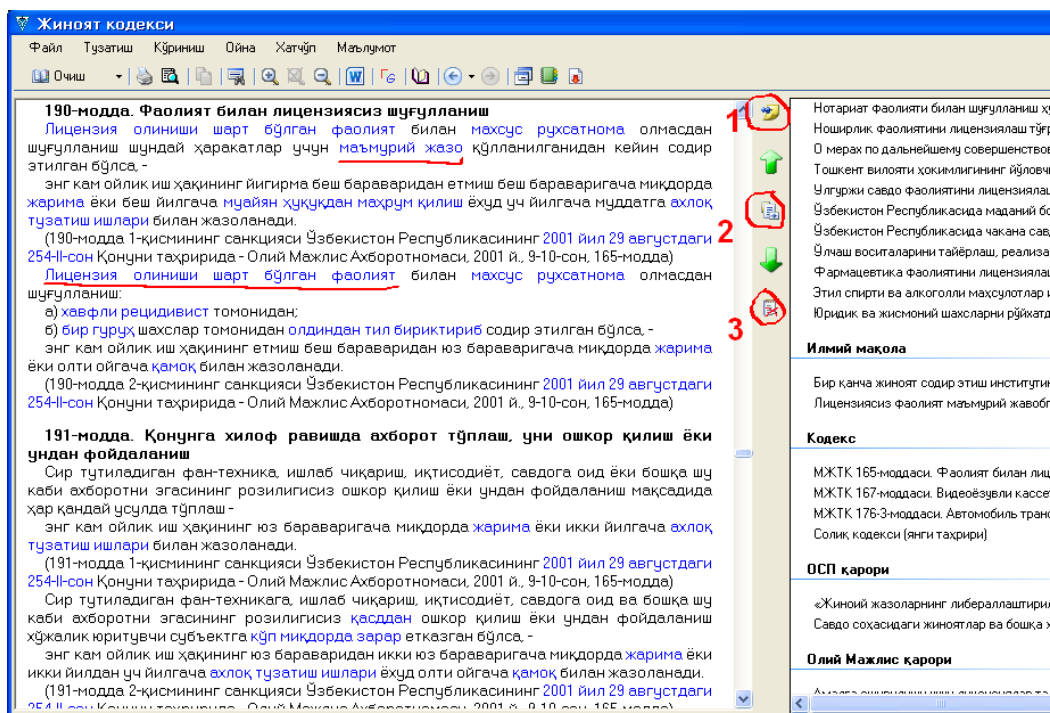 Жиноят кодекси
Файл Тузатиш Кўриниш Ойна Хатчўп Маълумот
Очиш
190-модда. Фаолият билан лицензиясиз шуғулланиш
Лицензия олиниши шарт бўлган фаолият билан махсус рухсатнома олмасдан
шуғулланиш шундай ҳаракатлар учун маъмурий жазо қўлланилганидан кейин содир
этилган бўлса, -
энг кам ойлик иш ҳақининг йигирма беш бараваридан етмиш беш бараваригача миқдорда
жарима ёки беш йилгача муайян ҳуқуқдан маҳрум қилиш ёхуд уч йилгача муддатга ахлоқ
тузатиш ишлари билан жазоланади.
(190-модда 1-қисмининг санкцияси Ўзбекистон Республикасининг 2001 йил 29 августдаги
254-II-сон Қонуни таҳририда - Олий Мажлис Ахборотномаси, 2001 й., 9-10-сон, 165-модда)
Лицензия олиниши шарт бўлган фаолият билан махсус рухсатнома олмасдан
шуғулланиш:
а) хавфли рецидивист томонидан;
б) бир гуруҳ шахслар томонидан олдиндан тил бириктириб содир этилган бўлса, -
энг кам ойлик иш ҳақининг етмиш беш бараваридан юз бараваригача миқдорда жарима
ёки олти ойгача қамоқ билан жазоланади.
(190-модда 2-қисмининг санкцияси Ўзбекистон Республикасининг 2001 йил 29 августдаги
254-II-сон Қонуни таҳририда - Олий Мажлис Ахборотномаси, 2001 й., 9-10-сон, 165-модда)
191-модда. Қонунга хилоф равишда ахборот тўплаш, уни ошкор қилиш ёки
ундан фойдаланиш
Сир тутиладиган фан-техника, ишлаб чиқариш, иқтисодиёт, савдога оид ёки бошқа шу
каби ахборотни эгасининг розилигисиз ошкор қилиш ёки ундан фойдаланиш мақсадида
ҳар қандай усулда тўплаш -
энг кам ойлик иш ҳақининг юз бараваригача миқдорда жарима ёки икки йилгача ахлоқ
тузатиш ишлари билан жазоланади.
(191-модда 1-қисмининг санкцияси Ўзбекистон Республикасининг 2001 йил 29 августдаги
254-II-сон Қонуни таҳририда - Олий Мажлис Ахборотномаси, 2001 й., 9-10-сон, 165-модда)
Сир тутиладиган фан-техникага, ишлаб чиқариш, иқтисодиёт, савдога оид ва бошқа шу
каби ахборотни эгасининг розилигисиз қасддан ошкор қилиш ёки ундан фойдаланиш
хўжалик юритувчи субъектга кўп миқдорда зарар етказган бўлса, -
энг кам ойлик иш ҳақининг юз бараваридан икки юз бараваригача миқдорда жарима ёки
икки йилдан уч йилгача ахлоқ тузатиш ишлари ёхуд олти ойгача қамоқ билан жазоланади.
(191-модда 2-қисмининг санкцияси Ўзбекистон Республикасининг 2001 йил 29 августдаги
1
2
3
Нотариат фаолияти билан шуғулланиш
Ноширлик фаолиятини лицензиялаш
О мерах по дальнейшему
Тошкент вилояти ҳокимлигининг
Улгуржи савдо фаолиятини
Ўзбекистон Республикасида маданий
Ўзбекистон Республикасида чакана
Ўлчаш воситаларини тайёрлаш,
Фармацевтика фаолиятини
Этил спирти ва алкоголли маҳсулотлар
Юридик ва жисмоний шахсларни
Илмий мақола
Бир қанча жиноят содир этиш
Лицензиясиз фаолият маъмурий
Кодекс
МЖТК 165-моддаси. Фаолият билан
МЖТК 167-моддаси. Видеоёзувли
МЖТК 176-3-моддаси. Автомобиль
Солиқ кодекси (янги таҳрири)
ОСП қарори
«Жиноий жазоларнинг
Савдо соҳасидаги жиноятлар ва бошқа
Олий Мажлис қарори